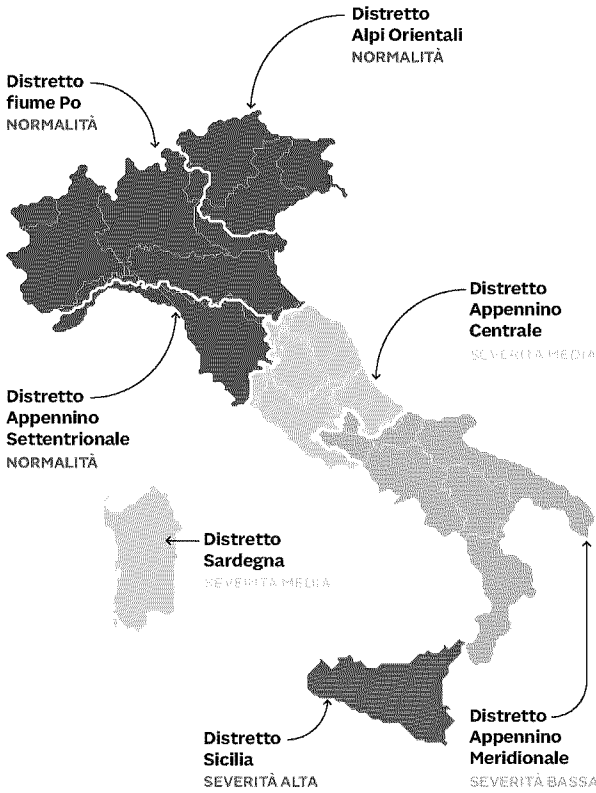 Distretto
Alpi Orientali
NORMALITÀ
Distretto
fiume Po
NORMALITÀ
Distretto
Appennino
Centrale
SEVERITÀ MEDIA
Distretto
Appennino
Settentrionale
NORMALITÀ
Distretto
Sardegna
SEVERITÀ MEDIA
Distretto
Sicilia
SEVERITÀ ALTA
Distretto
Appennino
Meridionale
SEVERITÀ BASSA